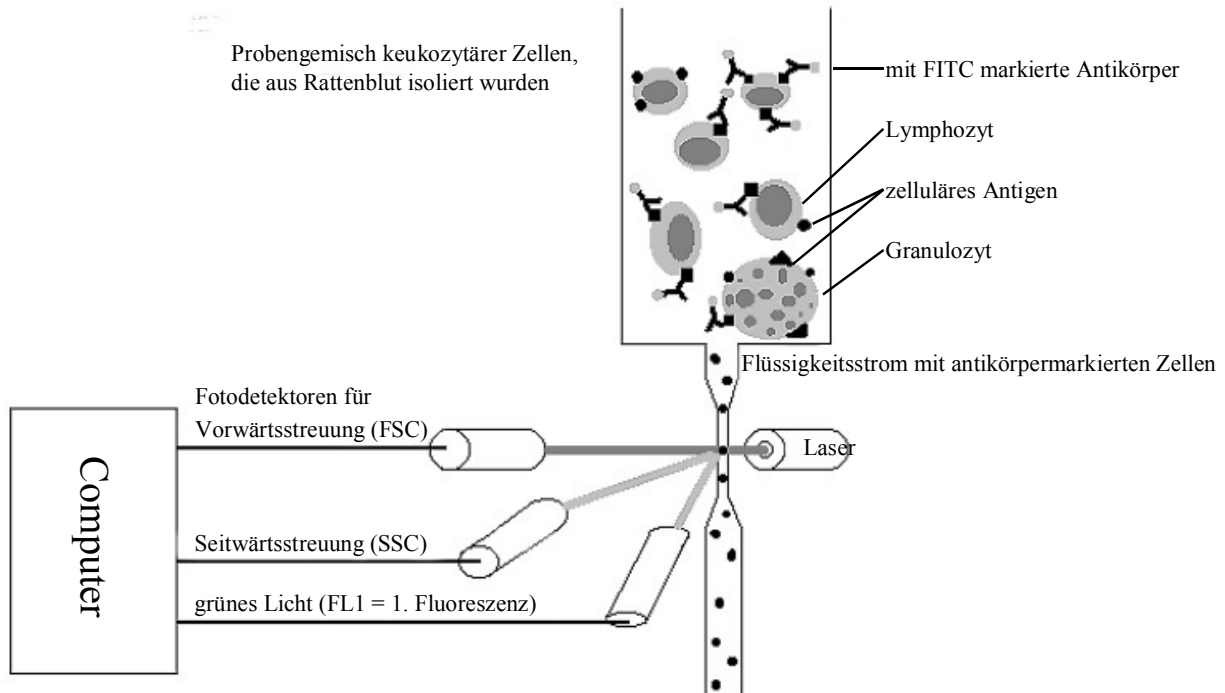 Probengemisch keukozytärer Zellen,
die aus Rattenblut isoliert wurden
mit FITC markierte Antikörper
Lymphozyt
zelluläres Antigen
Granulozyt
Flüssigkeitsstrom mit antikörpermarkierten Zellen
Fotodetektoren für
Vorwärtsstreuung (FSC)
Laser
Computer
Seitwärtsstreuung (SSC)
grünes Licht (FL1 = 1. Fluoreszenz)